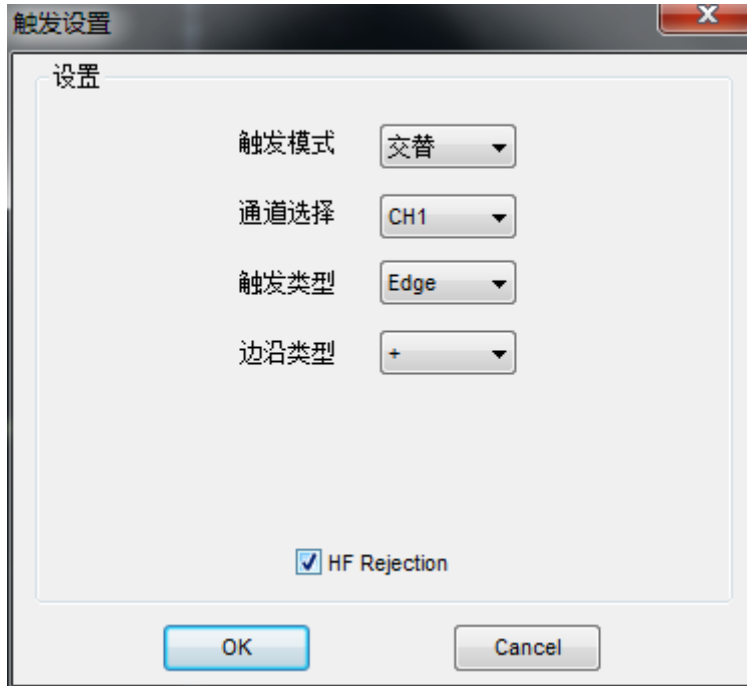 触发设置
设置
触发模式 交替
通道选择 CH1
触发类型 Edge
边沿类型 +
HF Rejection
OK Cancel